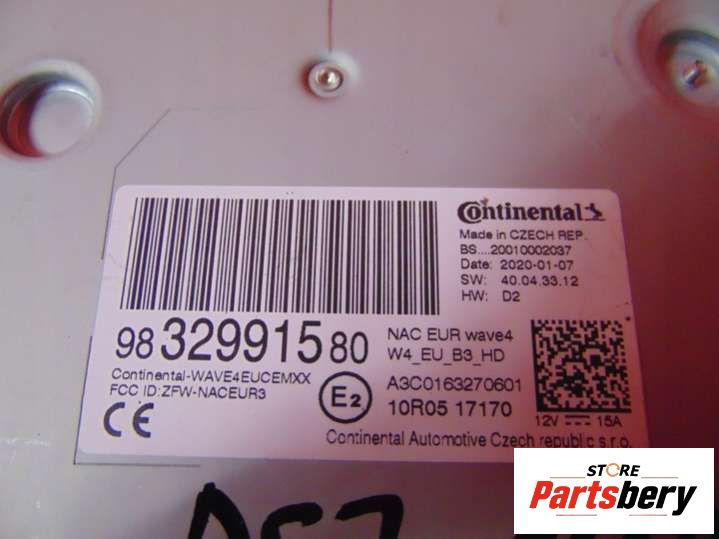 Continental
Made in CZECH REP.
BS....20010002037
Date: 2020-01-07
SW: 40.04.33.12
HW: D2
98 3299915 80
NAC EUR wave4
W4_EU_B3_HD
Continental-WAVE4EUCEMXX
FCC ID:ZFW-NACEUR3
A3C0163270601
CE
E2
10R05 17170
12V 15A
Continental Automotive Czech republic s.r.o.
STORE
Partsbery